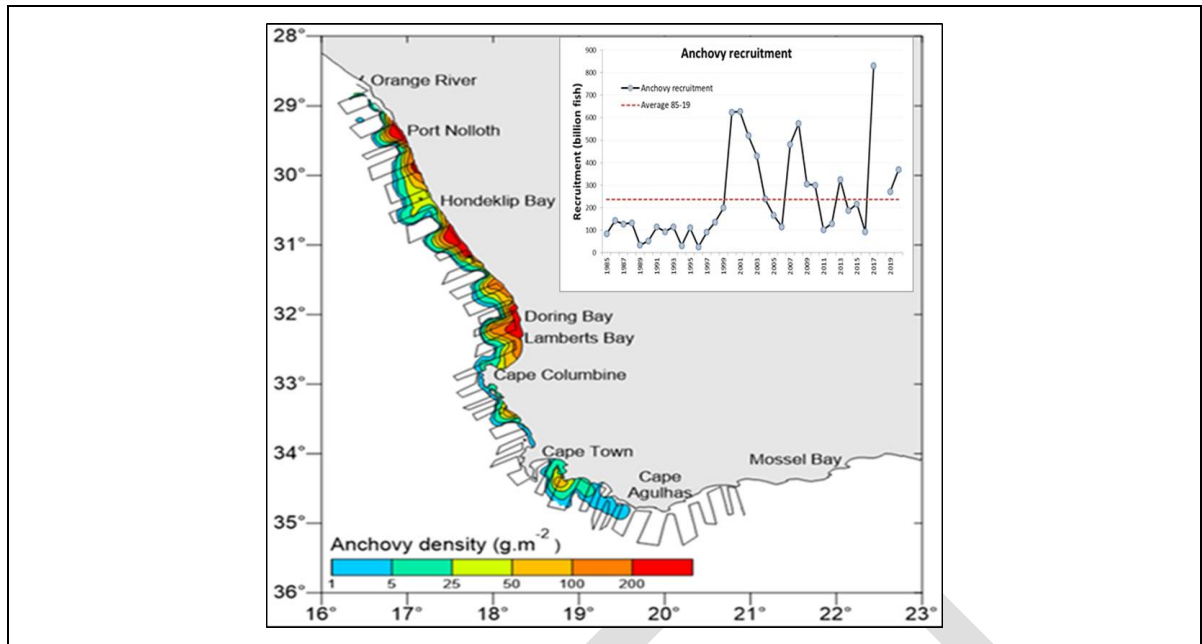 Anchovy recruitment
Recruitment (billion fish)
900
800
700
600
500
400
300
200
100
0
Anchovy recruitment
Average 85-19
1985
1987
1989
1991
1993
1995
1997
1999
2001
2003
2005
2007
2009
2011
2013
2015
2017
2019
28°
29°
30°
31°
32°
33°
34°
35°
36°
Orange River
Port Nolloth
Hondeklip Bay
Doring Bay
Lamberts Bay
Cape Columbine
Cape Town
Mossel Bay
Cape
Agulhas
Anchovy density (g.m-2)
1 5 25 50 100 200
16° 17° 18° 19° 20° 21° 22° 23°